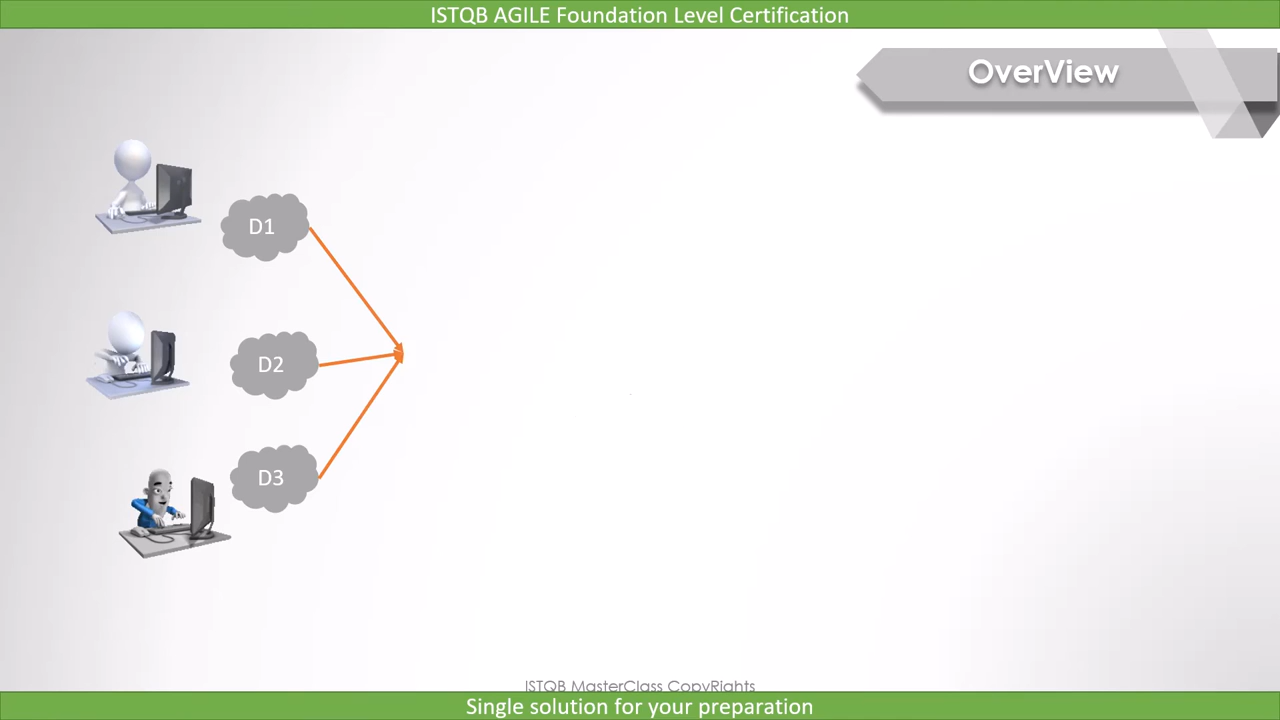 ISTQB AGILE Foundation Level Certification
OverView
D1
D2
D3
ISTQB MasterClass CopyRights
Single solution for your preparation